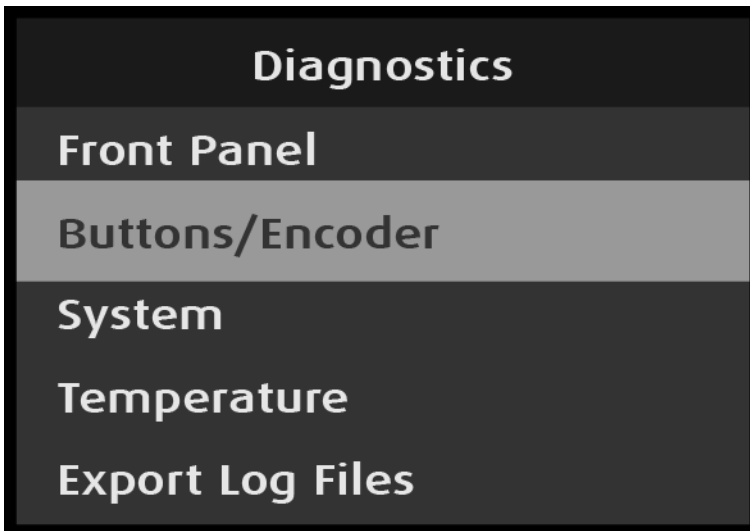 Diagnostics
Front Panel
Buttons/Encoder
System
Temperature
Export Log Files